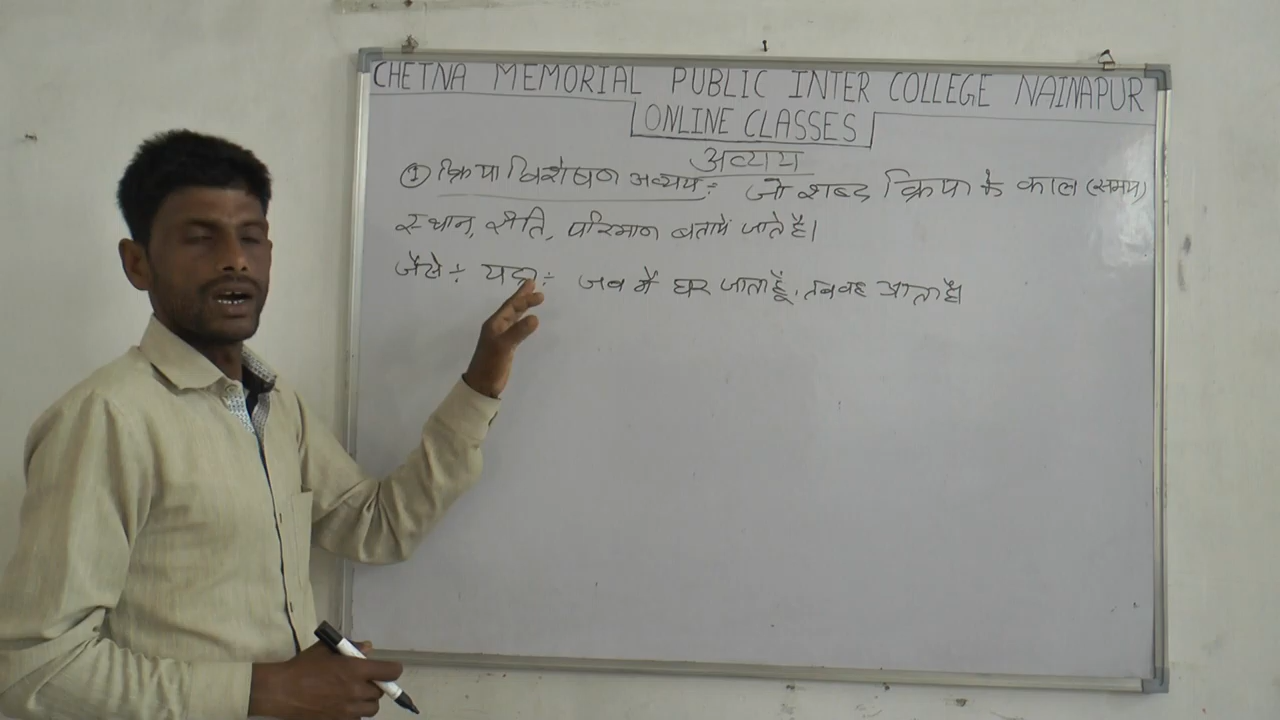 CHETNA MEMORIAL PUBLIC INTER COLLEGE NAINAPUR
ONLINE CLASSES
अव्यय
① क्रिया विशेषण अव्यय: जो शब्द क्रिया के काल (समय)
स्थान, रीति, परिमाण बताये जाते है।
जैसे ÷ यदा ÷ जब मैं घर जाता हूँ, तब वह आता है।